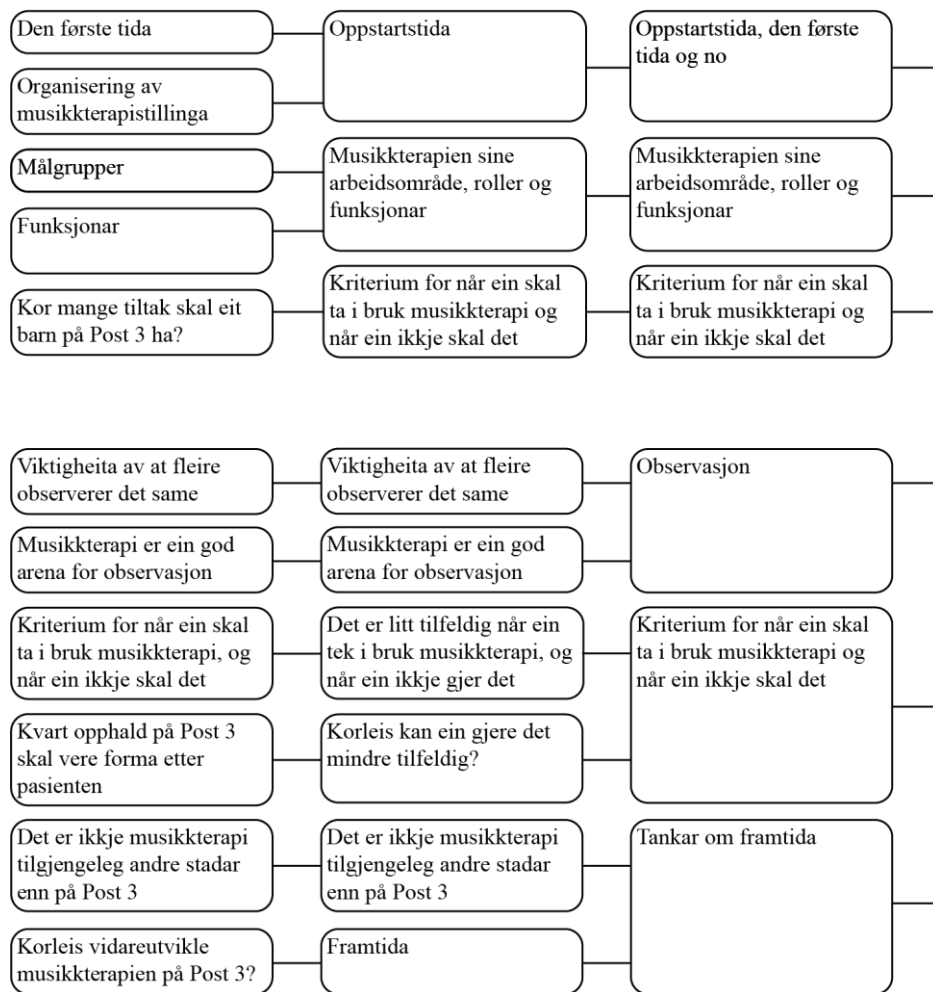 Den første tida
Oppstartstida
Oppstartstida, den første
tida og no
Organisering av
musikkterapistillinga
Målgrupper
Musikkterapien sine
arbeidsområde, roller og
funksjonar
Musikkterapien sine
arbeidsområde, roller og
funksjonar
Funksjonar
Kor mange tiltak skal eit
barn på Post 3 ha?
Kriterium for når ein skal
ta i bruk musikkterapi og
når ein ikkje skal det
Kriterium for når ein skal
ta i bruk musikkterapi og
når ein ikkje skal det
Viktigheita av at fleire
observerer det same
Viktigheita av at fleire
observerer det same
Observasjon
Musikkterapi er ein god
arena for observasjon
Musikkterapi er ein god
arena for observasjon
Kriterium for når ein skal
ta i bruk musikkterapi, og
når ein ikkje skal det
Det er litt tilfeldig når ein
tek i bruk musikkterapi, og
når ein ikkje gjer det
Kriterium for når ein skal
ta i bruk musikkterapi og
når ein ikkje skal det
Kvart opphald på Post 3
skal vere forma etter
pasienten
Korleis kan ein gjere det
mindre tilfeldig?
Det er ikkje musikkterapi
tilgjengeleg andre stadar
enn på Post 3
Det er ikkje musikkterapi
tilgjengeleg andre stadar
enn på Post 3
Tankar om framtida
Korleis vidareutvikle
musikkterapien på Post 3?
Framtida